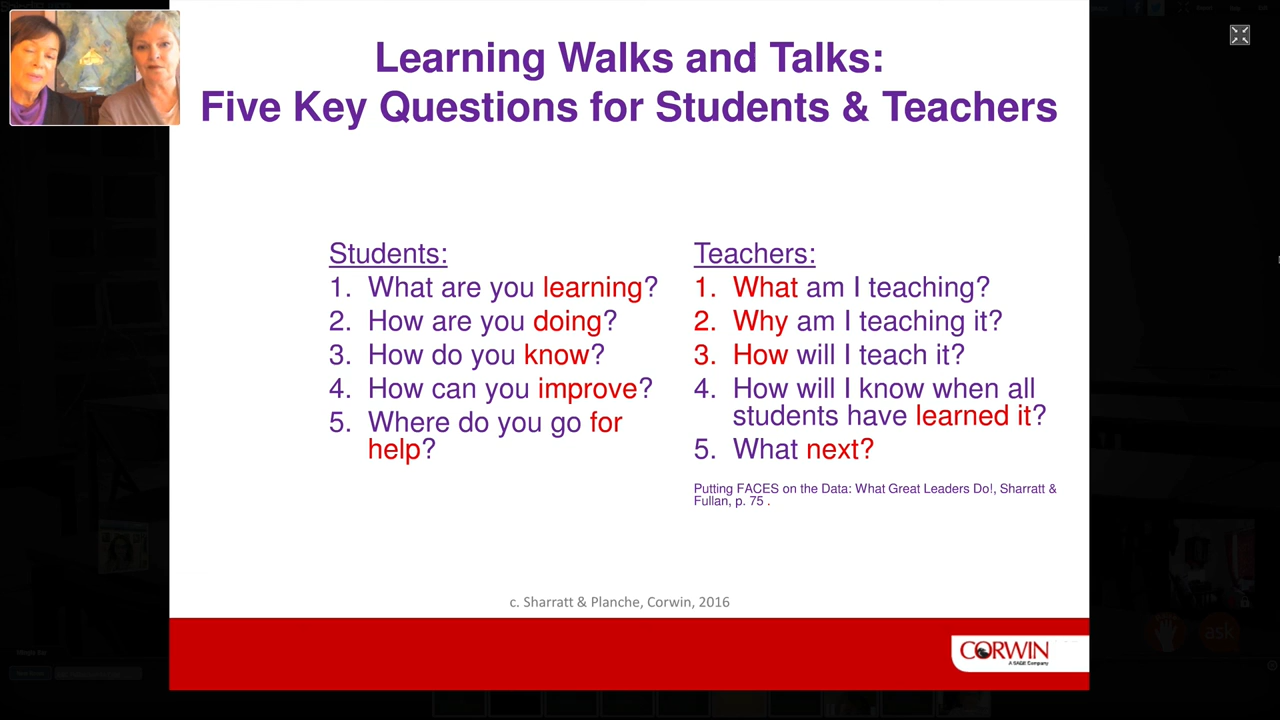 Learning Walks and Talks:
Five Key Questions for Students & Teachers
Students:
1. What are you learning?
2. How are you doing?
3. How do you know?
4. How can you improve?
5. Where do you go for
help?
Teachers:
1. What am I teaching?
2. Why am I teaching it?
3. How will I teach it?
4. How will I know when all
students have learned it?
5. What next?
Putting FACES on the Data: What Great Leaders Do!, Sharratt &
Fullan, p. 75 .
c. Sharratt & Planche, Corwin, 2016
CORWIN
A SAGE Company
ask